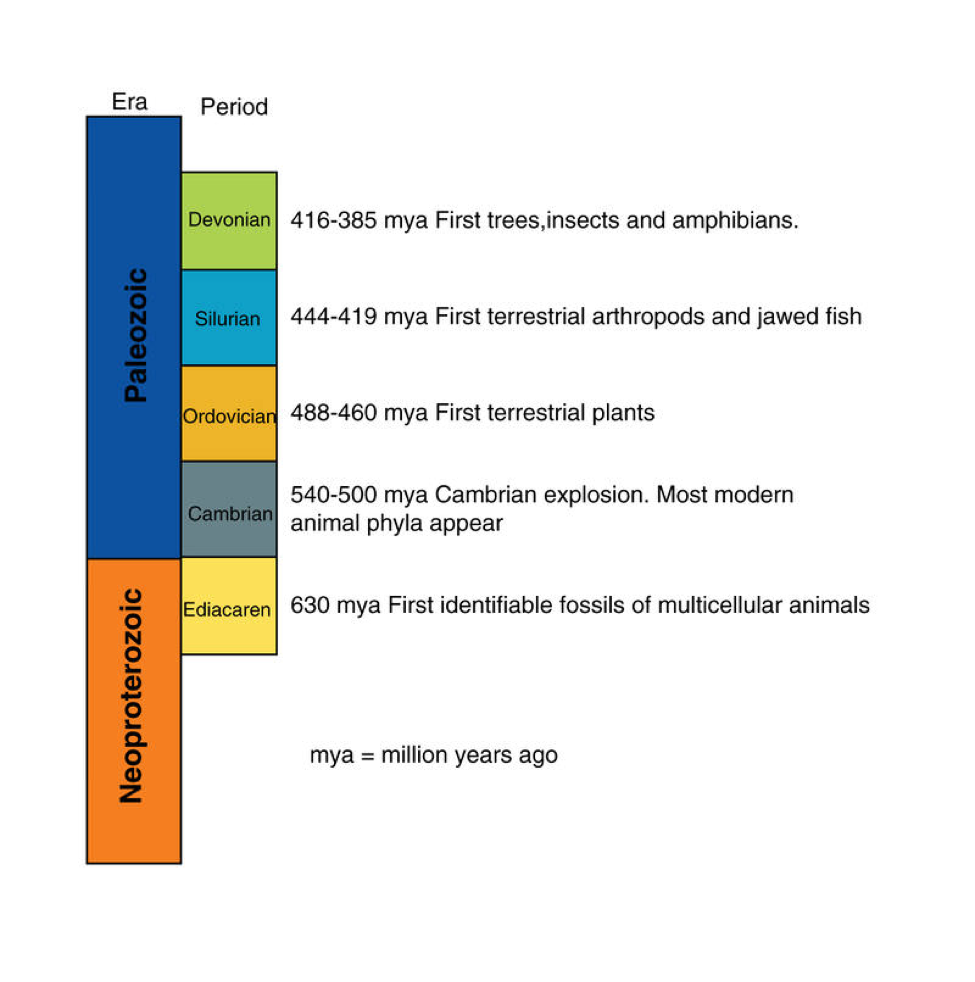 Era
Period
Paleozoic
Devonian
416-385 mya First trees,insects and amphibians.
Silurian
444-419 mya First terrestrial arthropods and jawed fish
Ordovician
488-460 mya First terrestrial plants
Cambrian
540-500 mya Cambrian explosion. Most modern
animal phyla appear
Neoproterozoic
Ediacaren
630 mya First identifiable fossils of multicellular animals
mya = million years ago